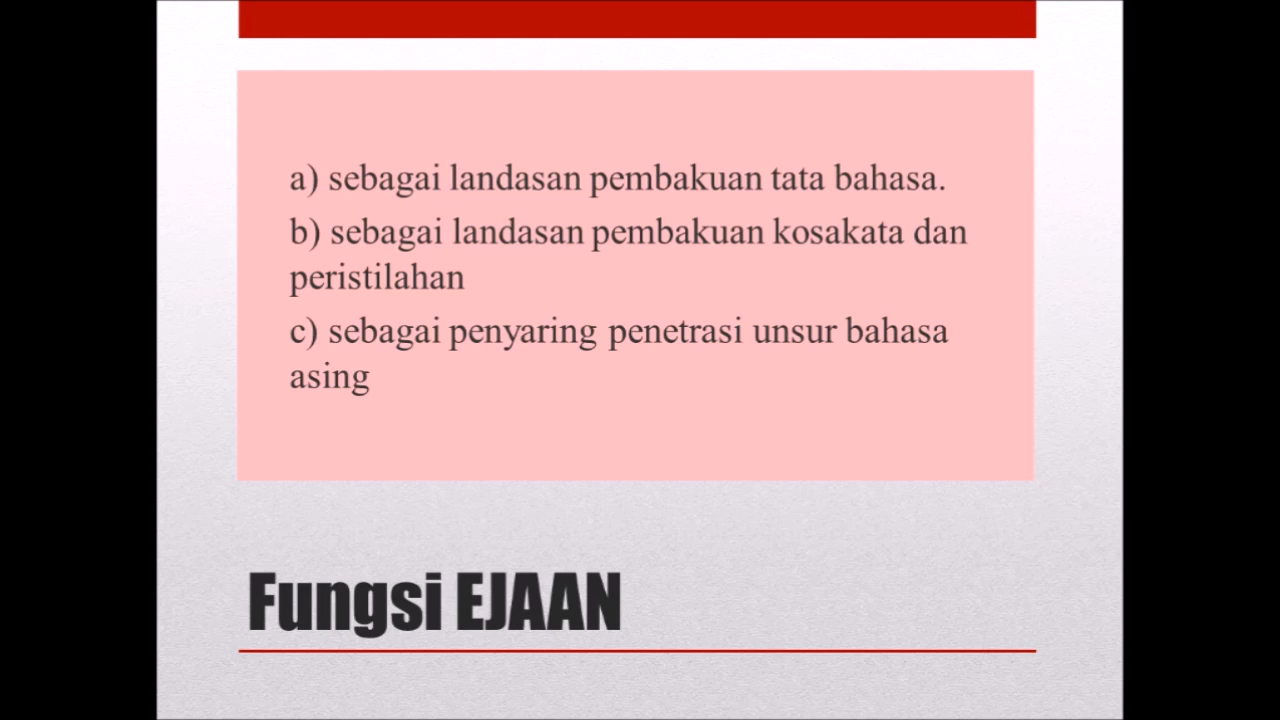 a) sebagai landasan pembakuan tata bahasa.
b) sebagai landasan pembakuan kosakata dan
peristilahan
c) sebagai penyaring penetrasi unsur bahasa
asing
Fungsi EJAAN